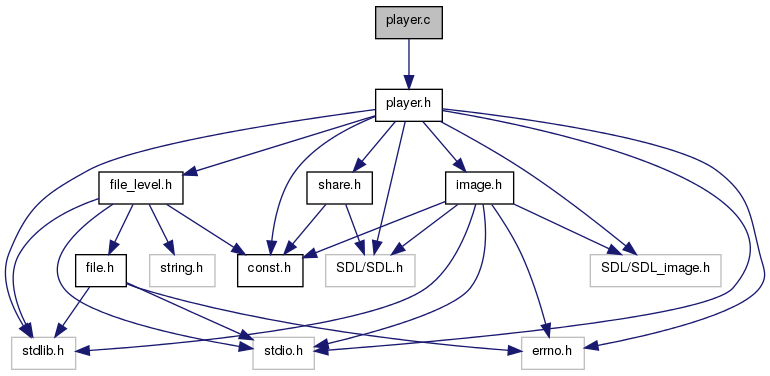 player.c
player.h
file_level.h
share.h
image.h
file.h
string.h
const.h
SDL/SDL.h
SDL/SDL_image.h
stdlib.h
stdio.h
errno.h